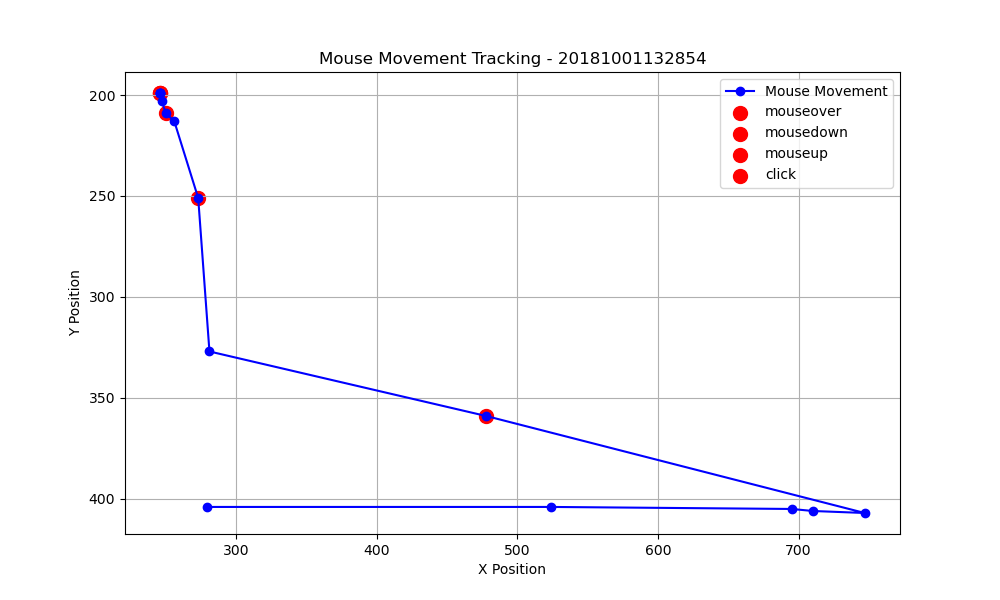 Mouse Movement Tracking - 20181001132854
Mouse Movement
mouseover
mousedown
mouseup
click
Y Position
200
250
300
350
400
300
400
500
600
700
X Position